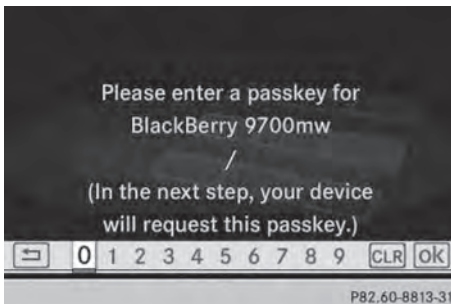 Please enter a passkey for
BlackBerry 9700mw
/
(In the next step, your device
will request this passkey.)
0 1 2 3 4 5 6 7 8 9 CLR OK
P82.60-8813-31